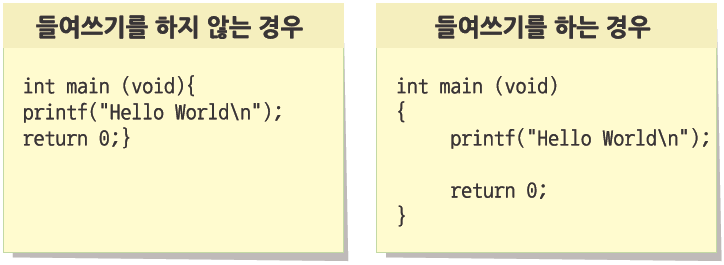 들여쓰기를 하지 않는 경우
int main (void){
printf("Hello World\n");
return 0;}
들여쓰기를 하는 경우
int main (void)
{
printf("Hello World\n");
return 0;
}